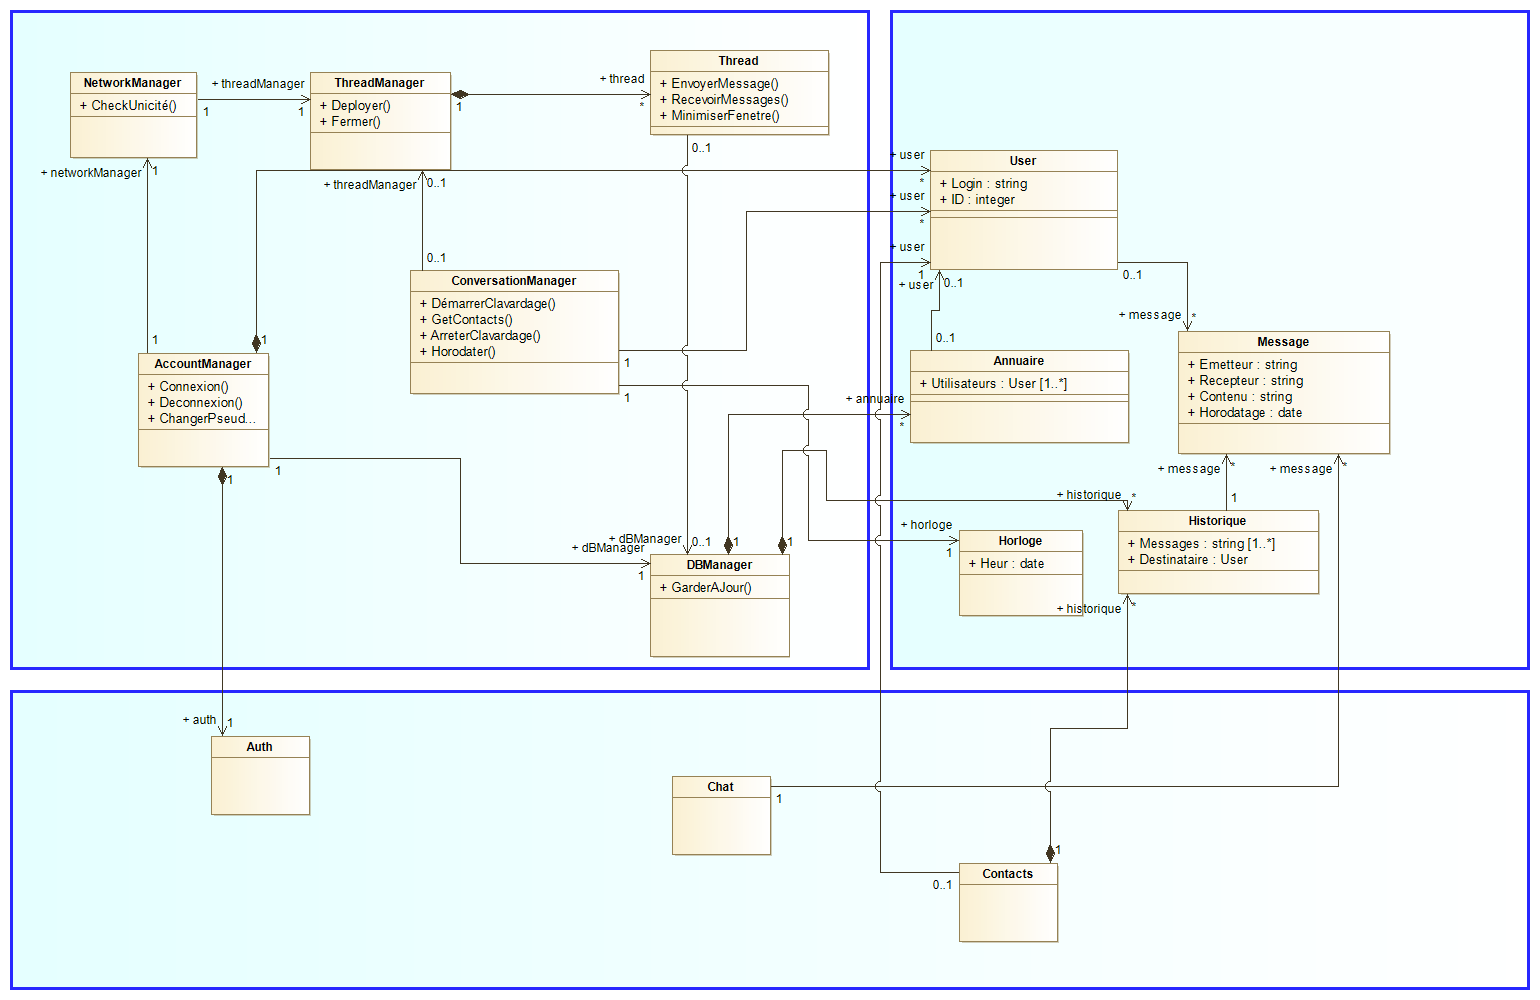 NetworkManager
+ CheckUnicité()
+ threadManager
1
1
ThreadManager
+ Deployer()
+ Fermer()
1
+ thread
*
Thread
+ EnvoyerMessage()
+ RecevoirMessages()
+ MinimiserFenetre()
0..1
+ networkManager
1
+ threadManager
0..1
0..1
+ user
*
+ user
*
+ user
1
+ user
0..1
User
+ Login : string
+ ID : integer
0..1
+ message
*
ConversationManager
+ DémarrerClavardage()
+ GetContacts()
+ ArreterClavardage()
+ Horodater()
1
1
1
1
AccountManager
+ Connexion()
+ Deconnexion()
+ ChangerPseud...
1
1
0..1
Annuaire
+ Utilisateurs : User [1..*]
+ annuaire
*
Message
+ Emetteur : string
+ Recepteur : string
+ Contenu : string
+ Horodatage : date
+ message
*
+ message
*
1
+ historique
*
Historique
+ Messages : string [1..*]
+ Destinataire : User
+ historique
*
+ horloge
1
Horloge
+ Heur : date
+ dBManager
0..1
+ dBManager
1
1
1
DBManager
+ GarderAJour()
+ auth
1
Auth
Chat
1
1
0..1
Contacts